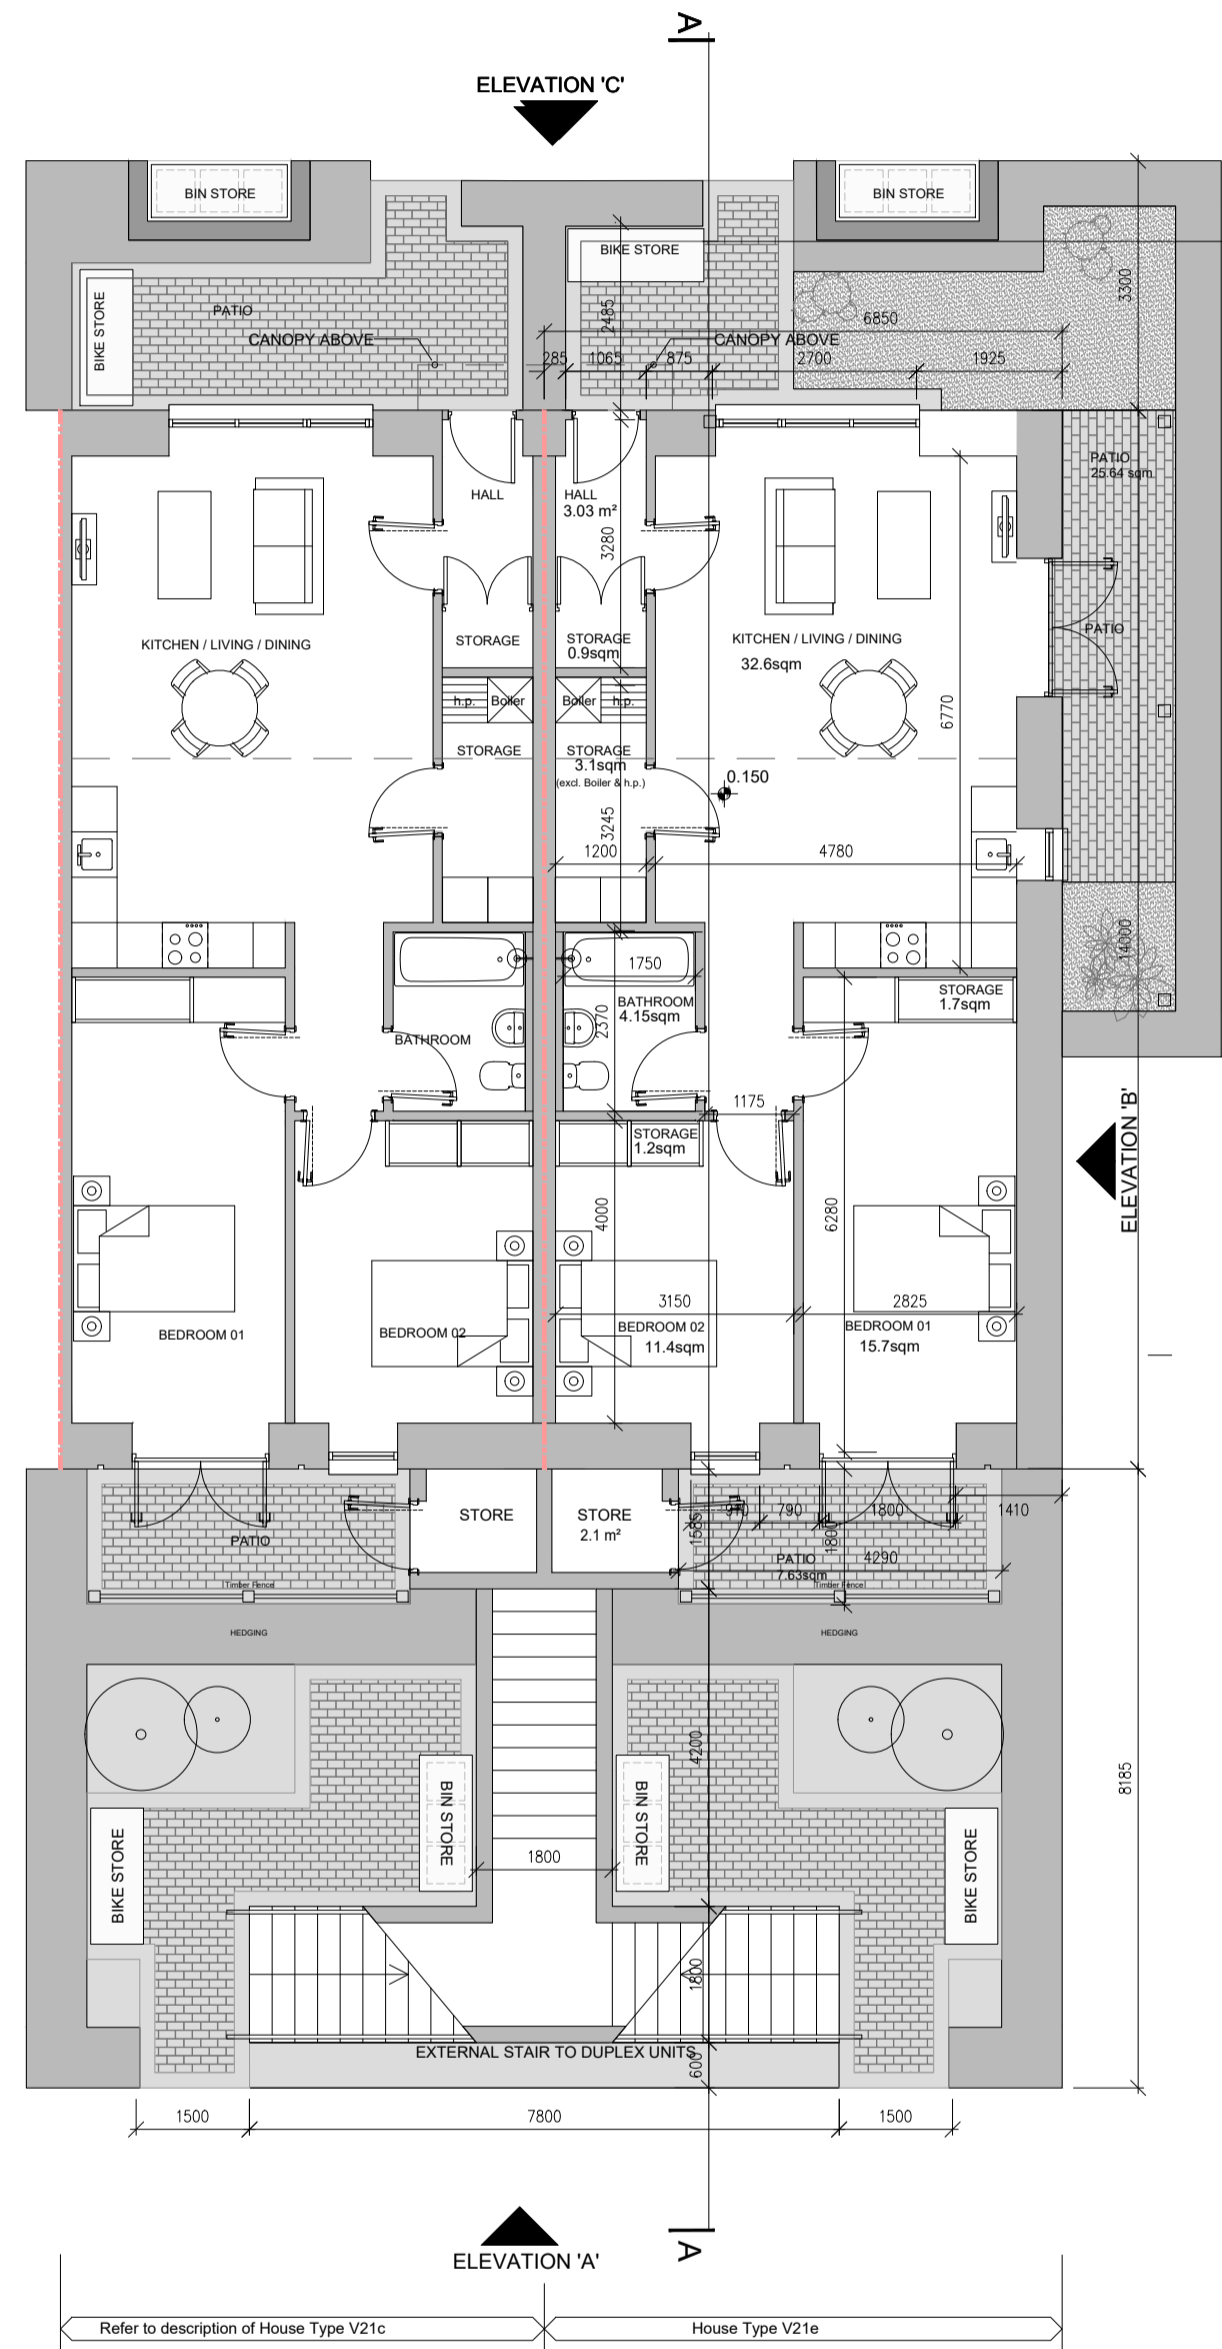 A
ELEVATION 'C'
BIN STORE
BIN STORE
BIKE STORE
BIKE STORE
PATIO
CANOPY ABOVE
CANOPY ABOVE
2485
3300
6850
285
1065
875
2700
1925
PATIO
25.64 sqm
HALL
HALL
3.03 m²
3280
KITCHEN / LIVING / DINING
STORAGE
STORAGE
0.9sqm
KITCHEN / LIVING / DINING
32.6sqm
PATIO
h.p.
Boiler
Boiler
h.p.
6770
STORAGE
STORAGE
3.1sqm
(excl. Boiler & h.p.)
0.150
3245
1200
4780
14000
1750
BATHROOM
4.15sqm
STORAGE
1.7sqm
BATHROOM
2370
1175
STORAGE
1.2sqm
ELEVATION 'B'
4000
6280
3150
2825
BEDROOM 01
BEDROOM 02
BEDROOM 02
11.4sqm
BEDROOM 01
15.7sqm
STORE
STORE
2.1 m²
910
790
1800
1410
1585
1800
PATIO
PATIO
7.63sqm
4290
Timber Fence
Timber Fence
HEDGING
HEDGING
4200
8185
BIN STORE
BIN STORE
BIKE STORE
BIKE STORE
1800
1800
EXTERNAL STAIR TO DUPLEX UNITS
600
1500
7800
1500
A
ELEVATION 'A'
Refer to description of House Type V21c
House Type V21e